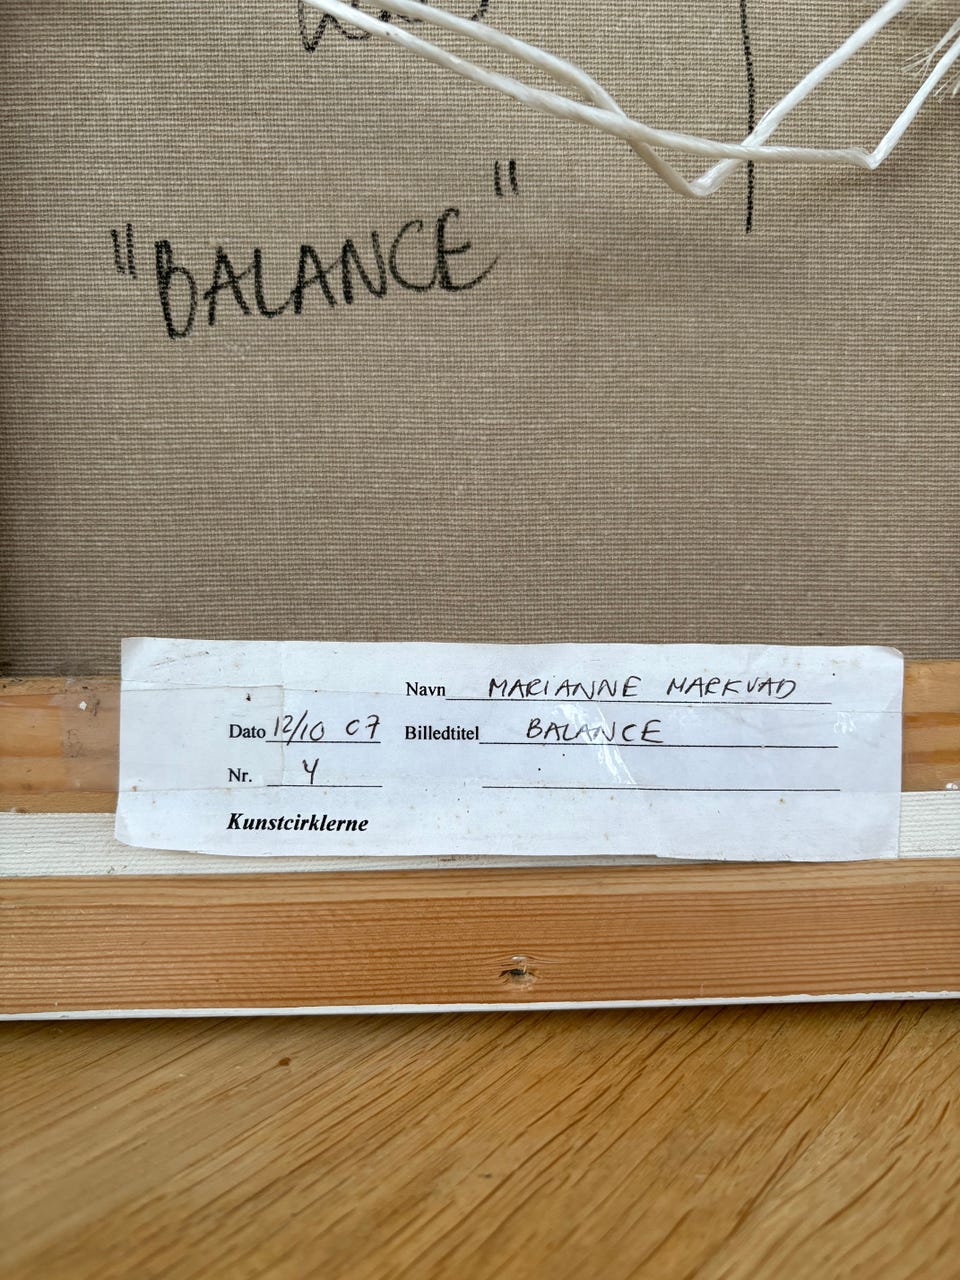 "BALANCE"
Navn MARIANNE MARKVAD
Dato 12/10 07 Billedtitel BALANCE
Nr. 4
Kunstcirklerne